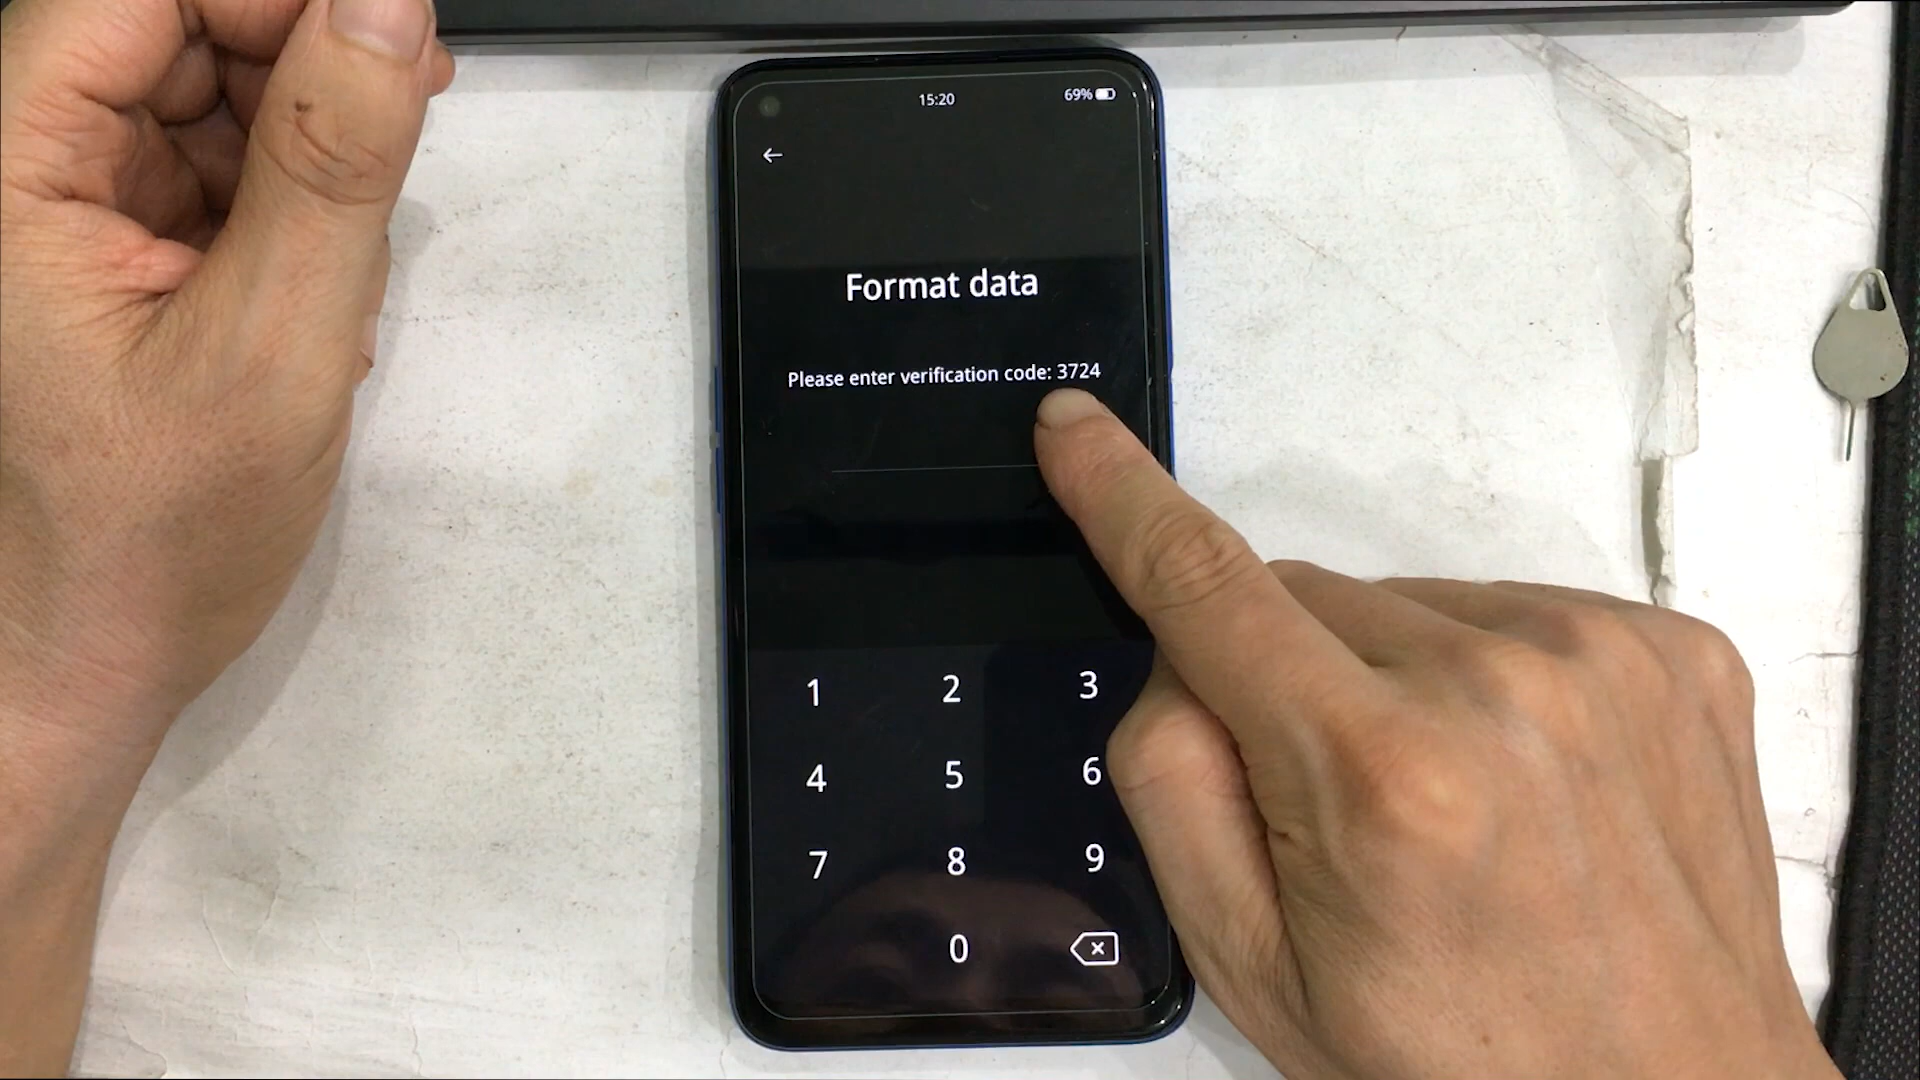 15:20 69%
Format data
Please enter verification code: 3724
1 2 3
4 5 6
7 8 9
0